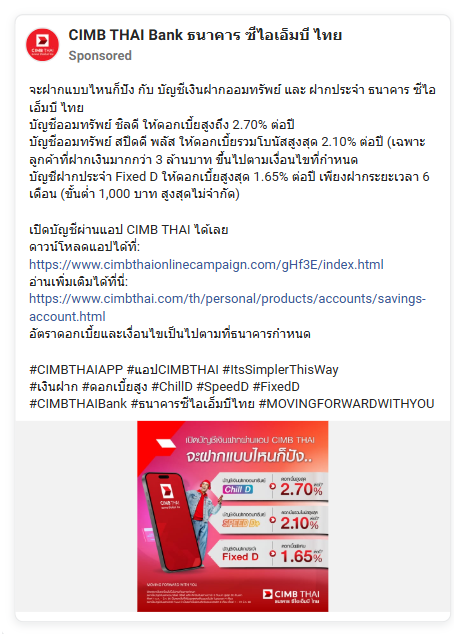 CIMB THAI Bank ธนาคาร ซีไอเอ็มบี ไทย
Sponsored
จะฝากแบบไหนก็ปัง กับ บัญชีเงินฝากออมทรัพย์ และ ฝากประจำ ธนาคาร ซีไอ
เอ็มบี ไทย
บัญชีออมทรัพย์ ชิลดี ให้ดอกเบี้ยสูงถึง 2.70% ต่อปี
บัญชีออมทรัพย์ สปีดดี พลัส ให้ดอกเบี้ยรวมโบนัสสูงสุด 2.10% ต่อปี (เฉพาะ
ลูกค้าที่ฝากเงินมากกว่า 3 ล้านบาท ขึ้นไปตามเงื่อนไขที่กำหนด
บัญชีฝากประจำ Fixed D ให้ดอกเบี้ยสูงสุด 1.65% ต่อปี เพียงฝากระยะเวลา 6
เดือน (ขั้นต่ำ 1,000 บาท สูงสุดไม่จำกัด)
เปิดบัญชีผ่านแอป CIMB THAI ได้เลย
ดาวน์โหลดแอปได้ที่:
https://www.cimbthaionlinecampaign.com/gHf3E/index.html
อ่านเพิ่มเติมได้ที่นี่:
https://www.cimbthai.com/th/personal/products/accounts/savings-
account.html
อัตราดอกเบี้ยและเงื่อนไขเป็นไปตามที่ธนาคารกำหนด
#CIMBTHAIAPP #แอปCIMBTHAI #ItsSimplerThisWay
#เงินฝาก #ดอกเบี้ยสูง #ChillD #SpeedD #FixedD
#CIMBTHAIBank #ธนาคารซีไอเอ็มบีไทย #MOVINGFORWARDWITHYOU
เปิดบัญชีเงินฝากผ่านแอป CIMB THAI
จะฝากแบบไหนก็ปัง..
Chill D
2.70%
SPEED D+
2.10%
Fixed D
1.65%
MOVING FORWARD WITH YOU
CIMB THAI
ธนาคาร ซีไอเอ็มบี ไทย